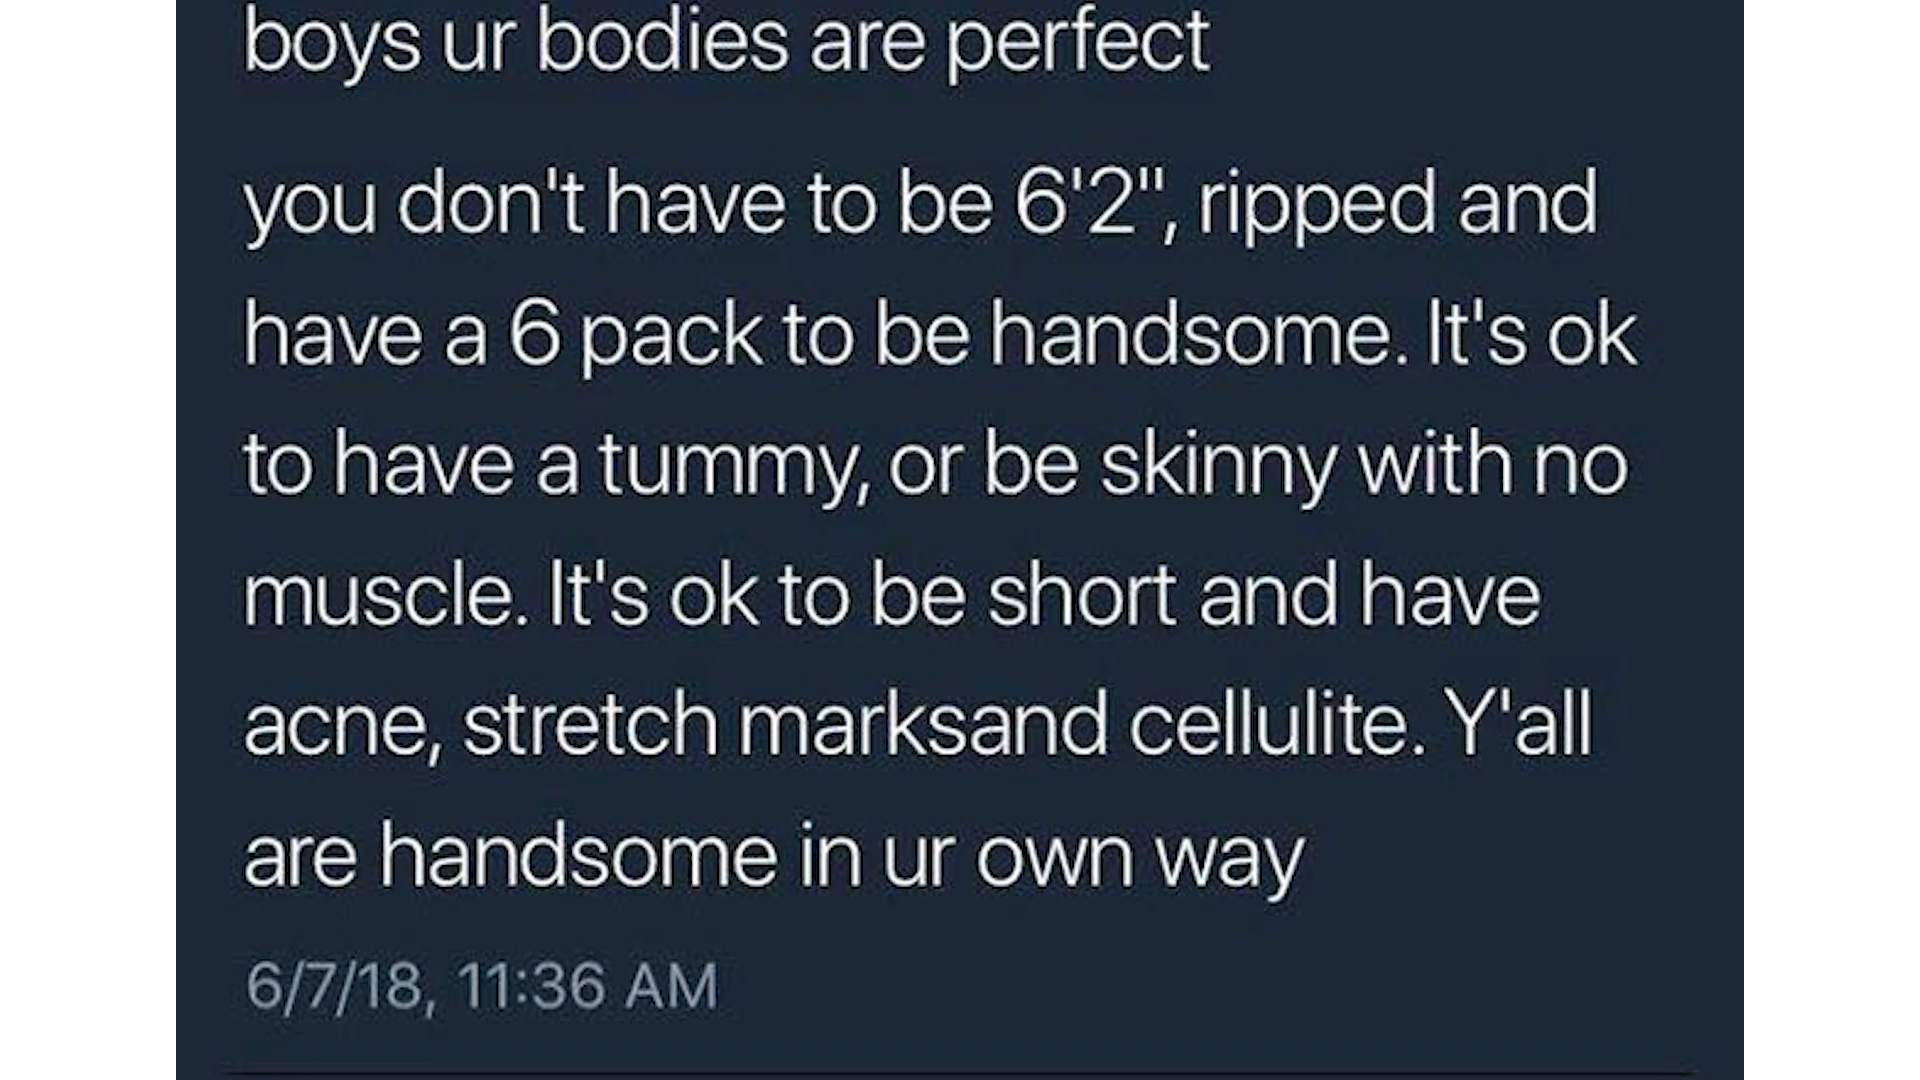 boys ur bodies are perfect
you don't have to be 6'2", ripped and
have a 6 pack to be handsome. It's ok
to have a tummy, or be skinny with no
muscle. It's ok to be short and have
acne, stretch marksand cellulite. Y'all
are handsome in ur own way
6/7/18, 11:36 AM